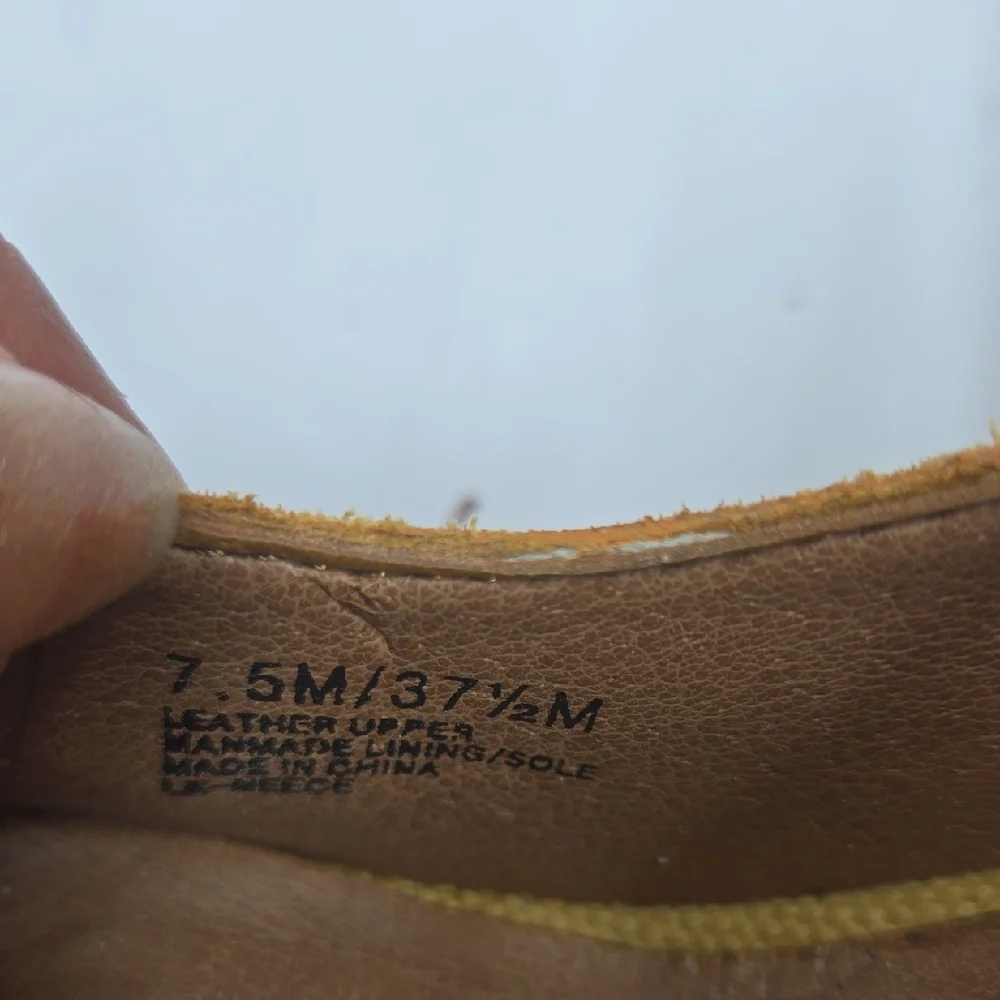 7.5M/37½M
LEATHER UPPER
MANMADE LINING/SOLE
MADE IN CHINA